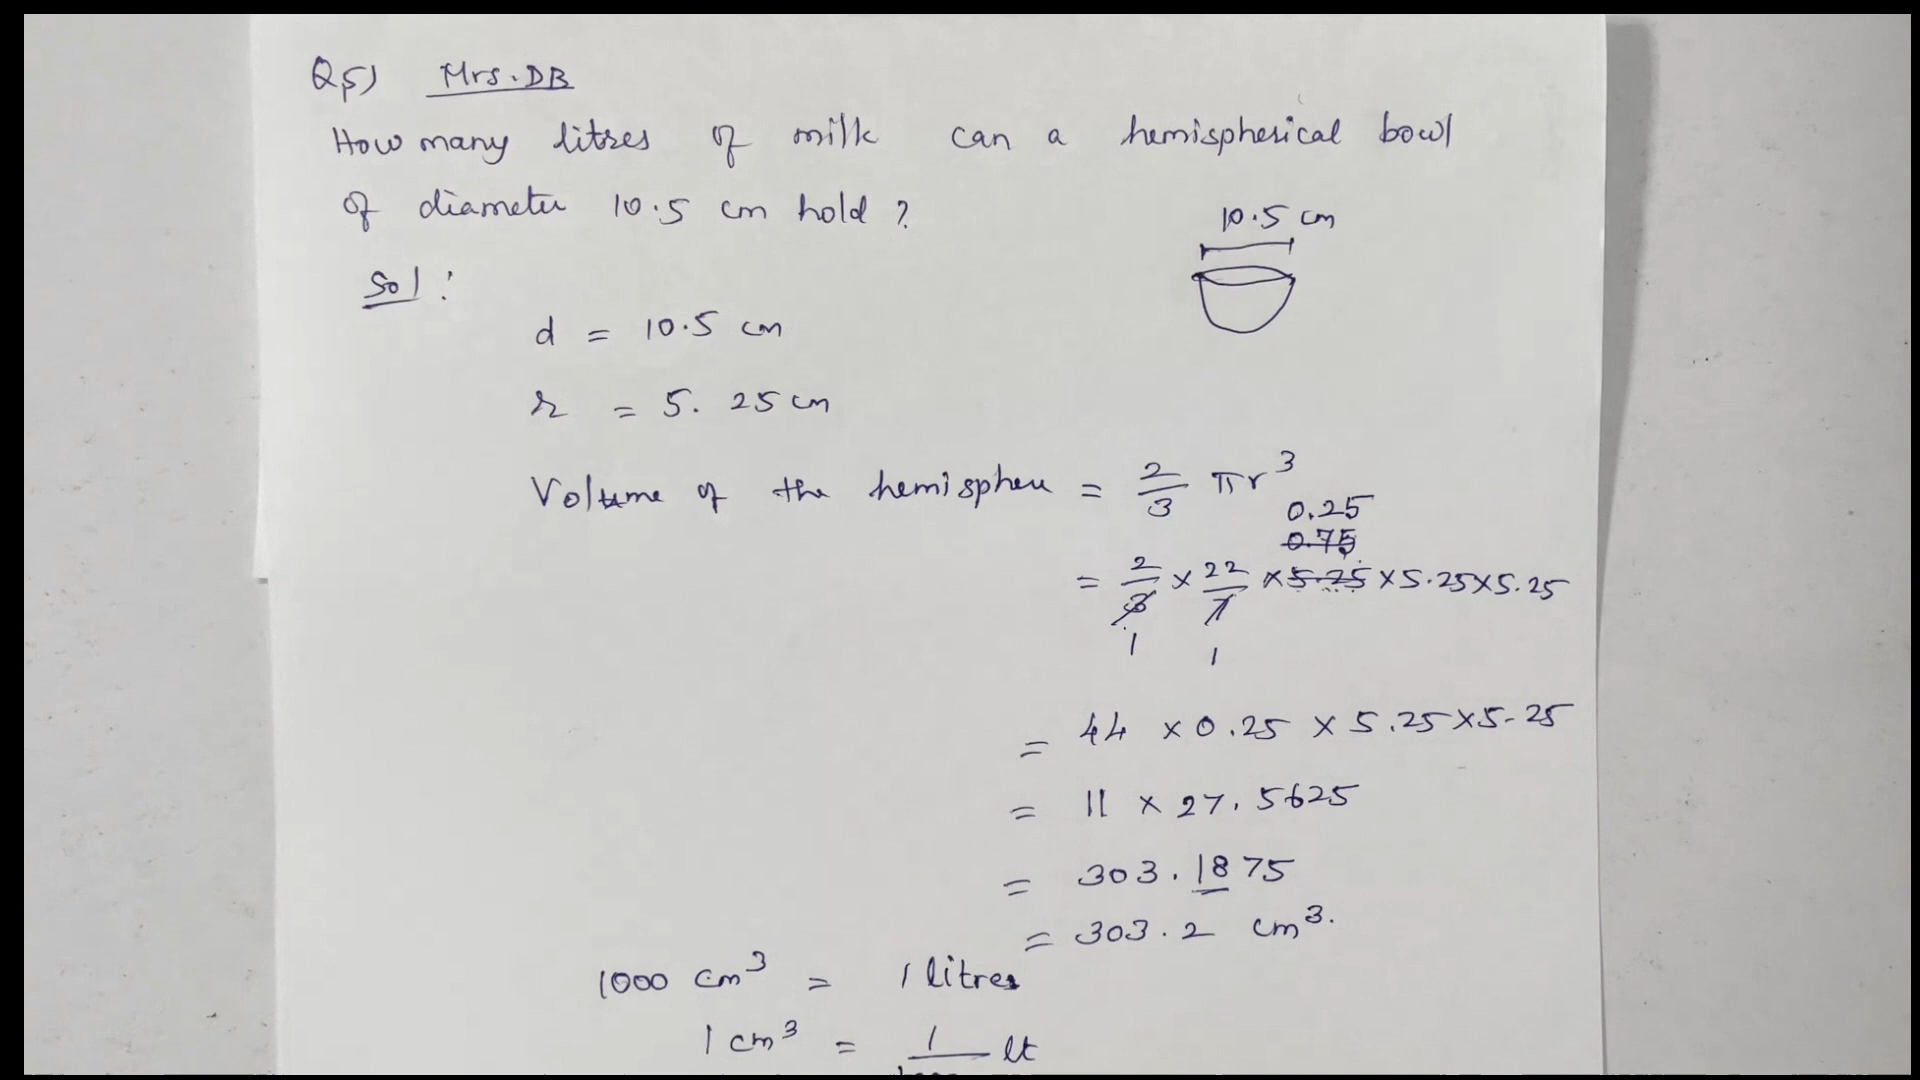 Q5) Mrs. DB
How many litres of milk can a hemispherical bowl
of diameter 10.5 cm hold?
10.5 cm
Sol:
d = 10.5 cm
r = 5.25 cm
Volume of the hemisphere = 2/3 πr³
0.25
0.75
= 2/3 × 22/7 × 5.25 × 5.25 × 5.25
1 1
= 44 × 0.25 × 5.25 × 5.25
= 11 × 27.5625
= 303.1875
= 303.2 cm³.
1000 cm³ = 1 litres
1 cm³ = 1/ lt